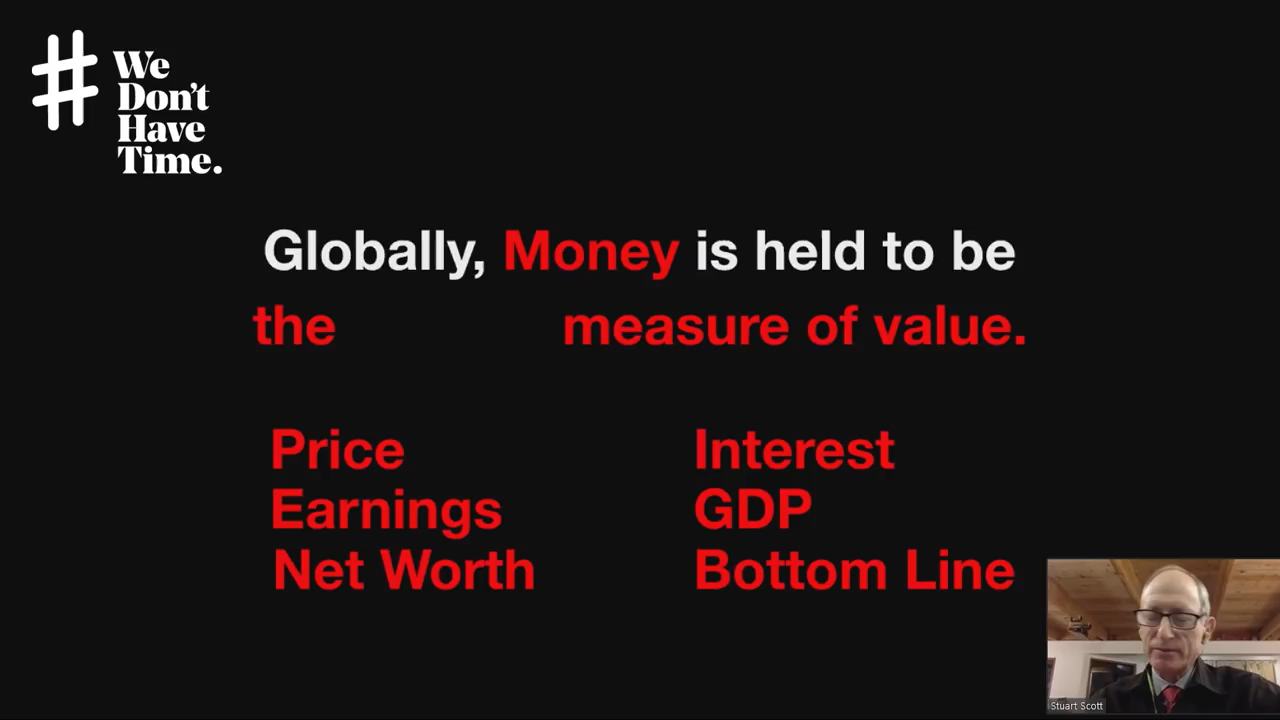 #
We
Don't
Have
Time.
Globally, Money is held to be
the measure of value.
Price
Interest
Earnings
GDP
Net Worth
Bottom Line
Stuart Scott